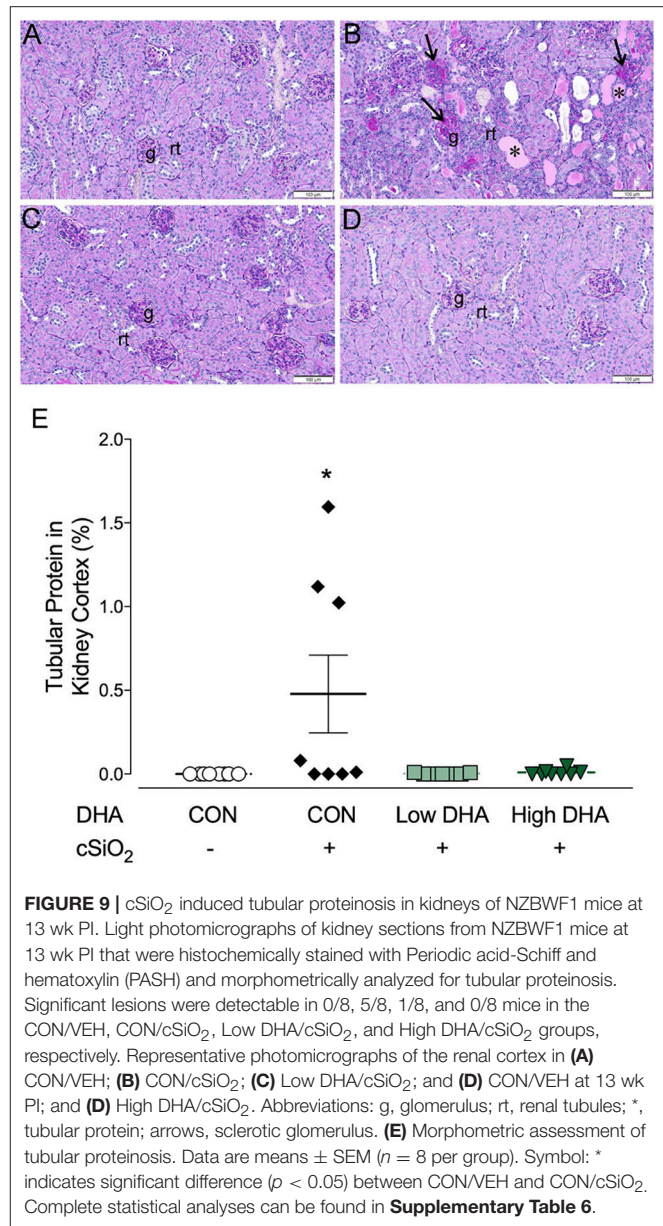 A
g
rt
100 µm
B
g
rt
*
*
100 µm
C
g
rt
100 µm
D
g
rt
100 µm
E
Tubular Protein in
Kidney Cortex (%)
2.0
1.5
1.0
0.5
0.0
*
DHA CON CON Low DHA High DHA
cSiO₂ - + + +
FIGURE 9 | cSiO₂ induced tubular proteinosis in kidneys of NZBWF1 mice at
13 wk PI. Light photomicrographs of kidney sections from NZBWF1 mice at
13 wk PI that were histochemically stained with Periodic acid-Schiff and
hematoxylin (PASH) and morphometrically analyzed for tubular proteinosis.
Significant lesions were detectable in 0/8, 5/8, 1/8, and 0/8 mice in the
CON/VEH, CON/cSiO₂, Low DHA/cSiO₂, and High DHA/cSiO₂ groups,
respectively. Representative photomicrographs of the renal cortex in (A)
CON/VEH; (B) CON/cSiO₂; (C) Low DHA/cSiO₂; and (D) CON/VEH at 13 wk
PI; and (D) High DHA/cSiO₂. Abbreviations: g, glomerulus; rt, renal tubules; *,
tubular protein; arrows, sclerotic glomerulus. (E) Morphometric assessment of
tubular proteinosis. Data are means ± SEM (n = 8 per group). Symbol: *
indicates significant difference (p < 0.05) between CON/VEH and CON/cSiO₂.
Complete statistical analyses can be found in Supplementary Table 6.